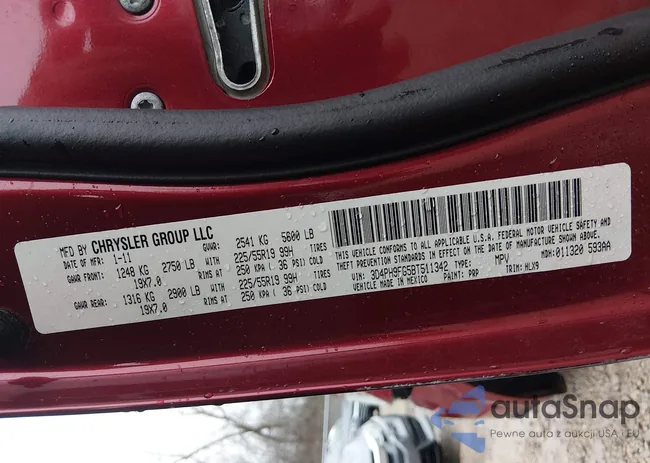 MFD BY CHRYSLER GROUP LLC
DATE OF MFR: 1-11 GVWR: 2541 KG 5600 LB
1248 KG 2750 LB 225/55R19 99H TIRES
19X7.0 RIMS AT 250 KPA ( 36 PSI) COLD
GAWR REAR: 1316 KG 2900 LB 225/55R19 99H TIRES
19X7.0 RIMS AT 250 KPA ( 36 PSI) COLD
THIS VEHICLE CONFORMS TO ALL APPLICABLE U.S.A. FEDERAL MOTOR VEHICLE SAFETY AND
THEFT PREVENTION STANDARDS IN EFFECT ON THE DATE OF MANUFACTURE SHOWN ABOVE.
VIN: 3D4PH9FG5BT511342 TYPE: MPV MDH: 011320 593AA
VEHICLE MADE IN MEXICO PAINT: PRP TRIM: HLX9
autoSnap
Pewne auta z aukcji USA i EU